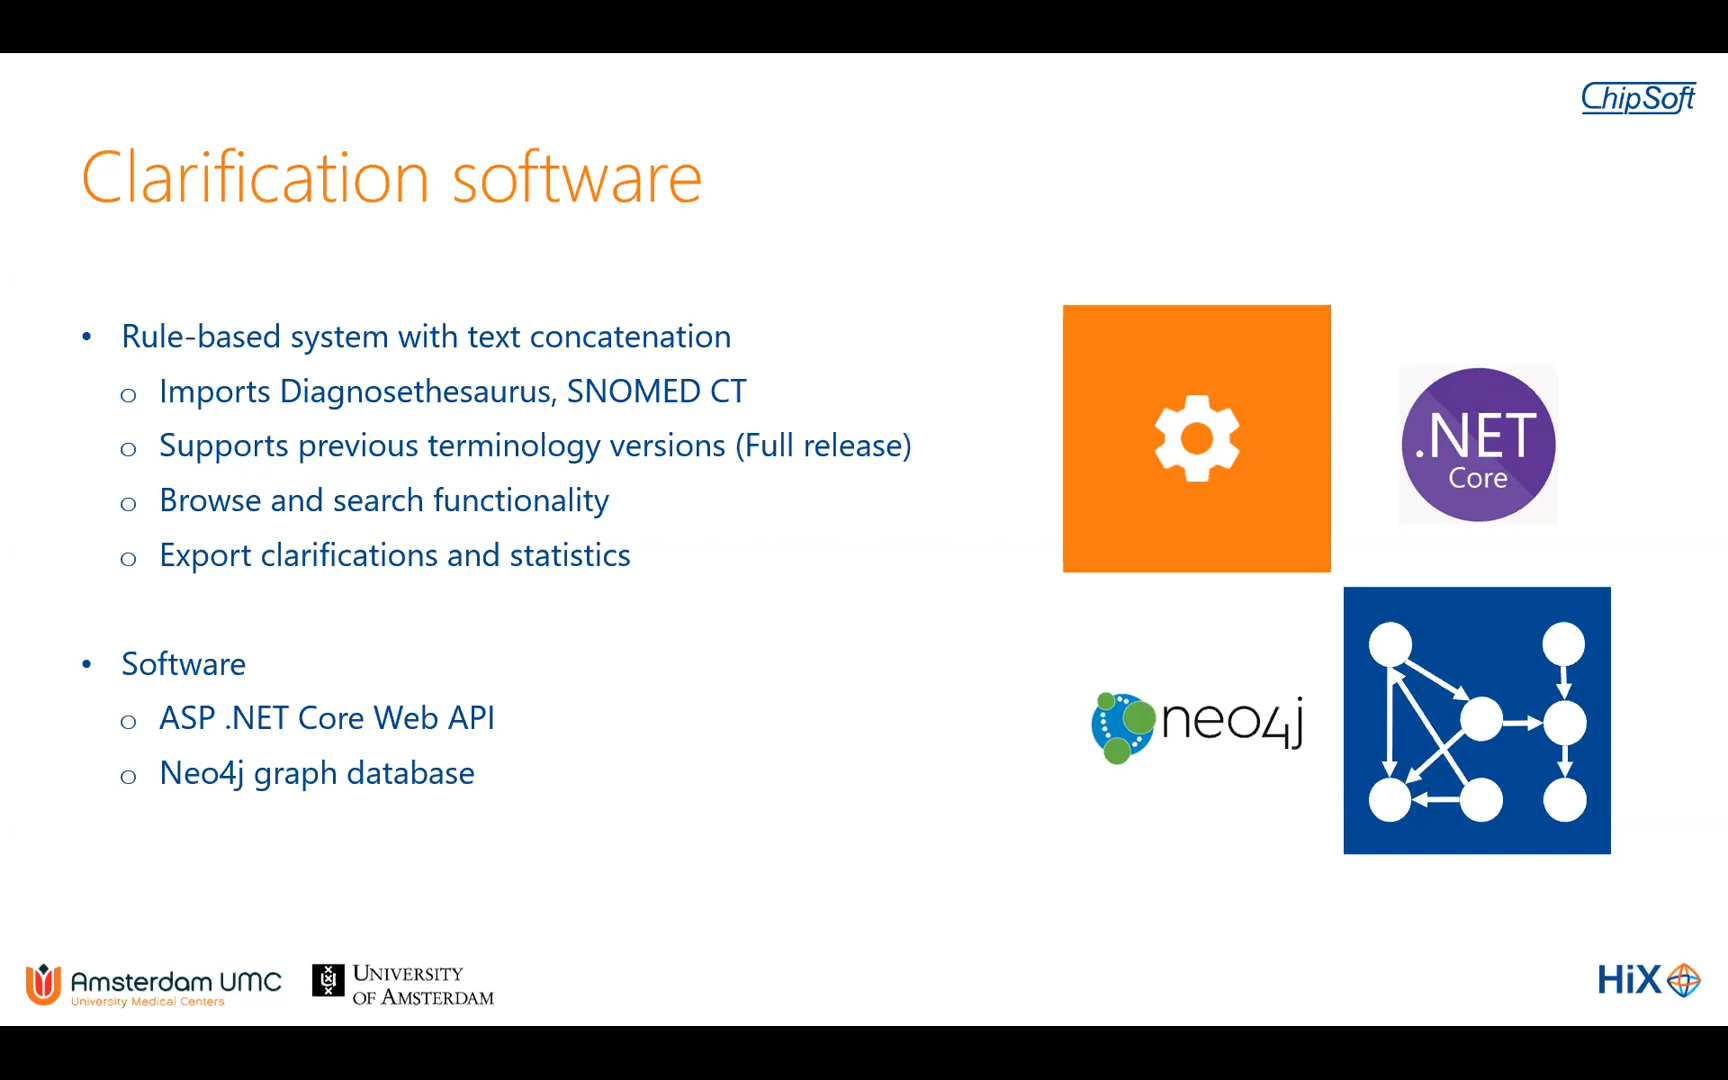 ChipSoft
Clarification software
• Rule-based system with text concatenation
o Imports Diagnosethesaurus, SNOMED CT
o Supports previous terminology versions (Full release)
o Browse and search functionality
o Export clarifications and statistics
• Software
o ASP .NET Core Web API
o Neo4j graph database
.NET
Core
neo4j
Amsterdam UMC
University Medical Centers
UNIVERSITY
OF AMSTERDAM
HiX